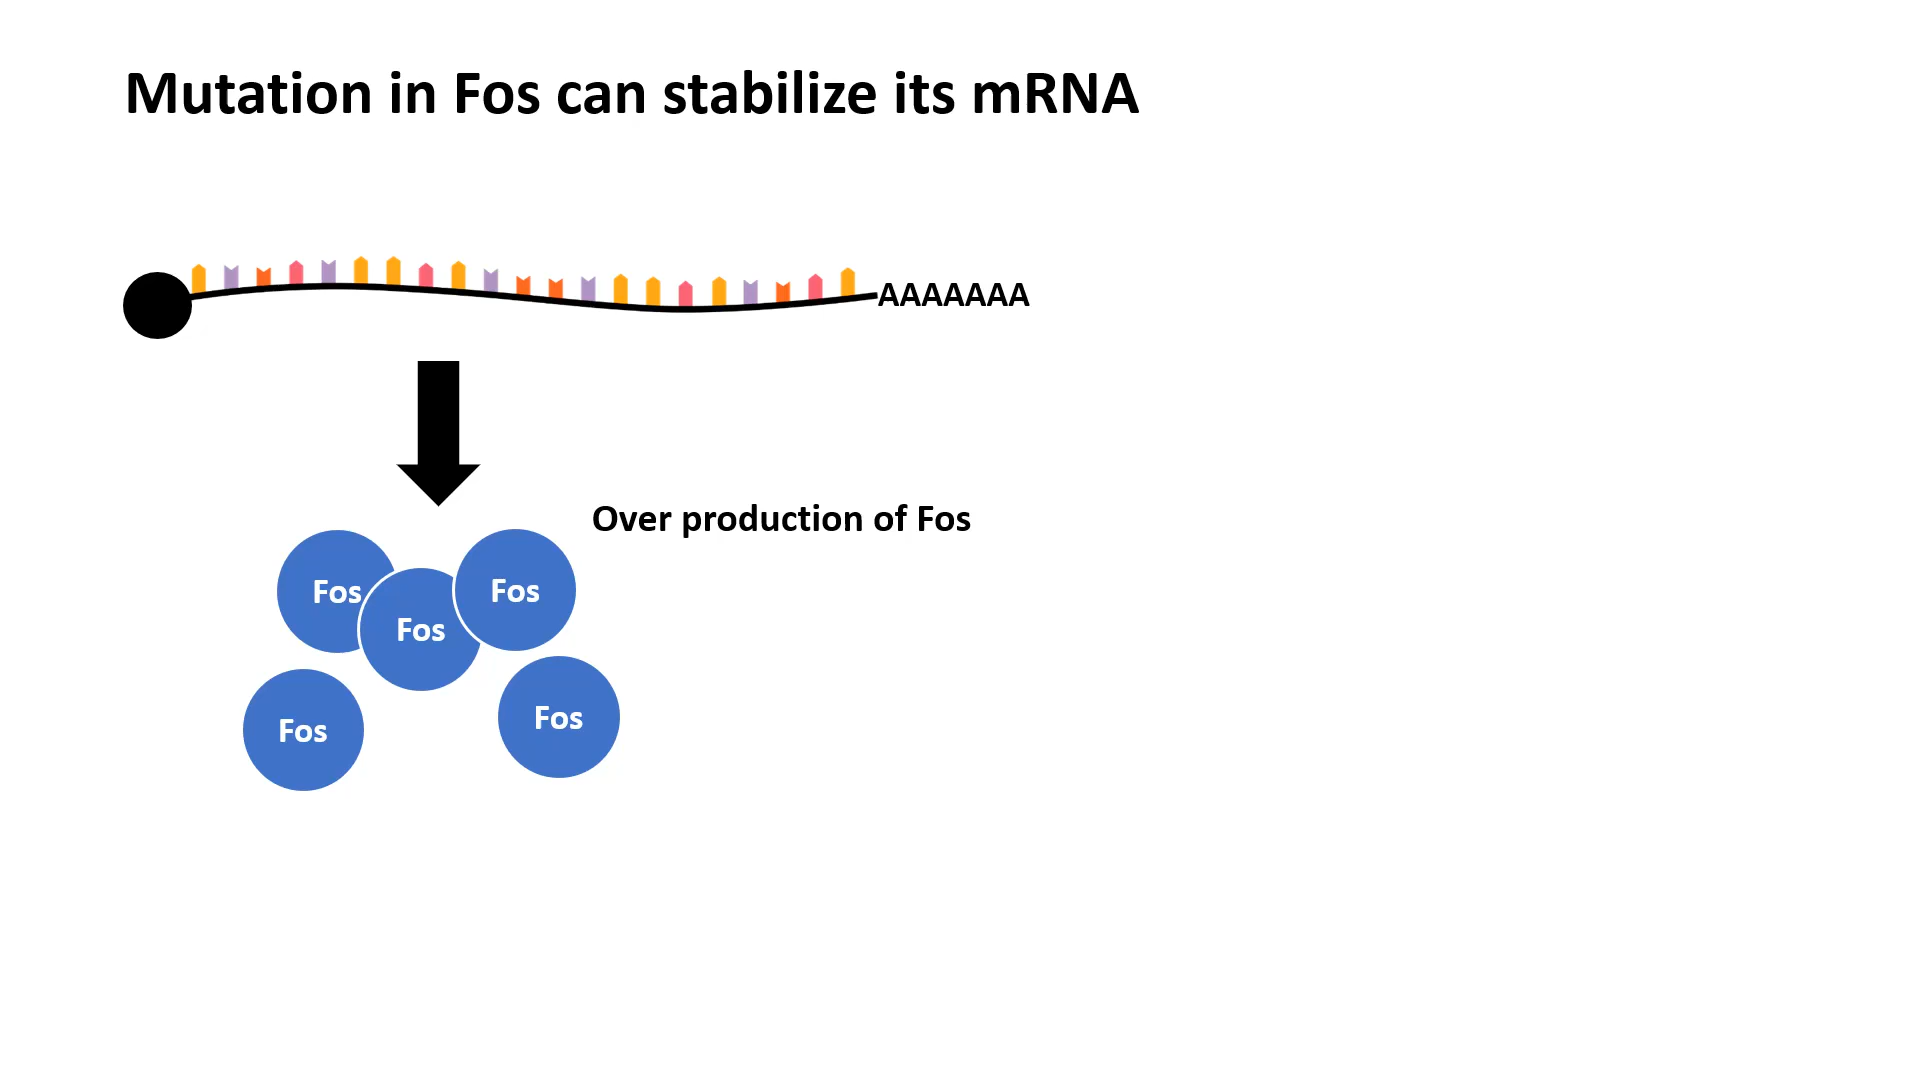 Mutation in Fos can stabilize its mRNA
AAAAAAA
Over production of Fos
Fos
Fos
Fos
Fos
Fos